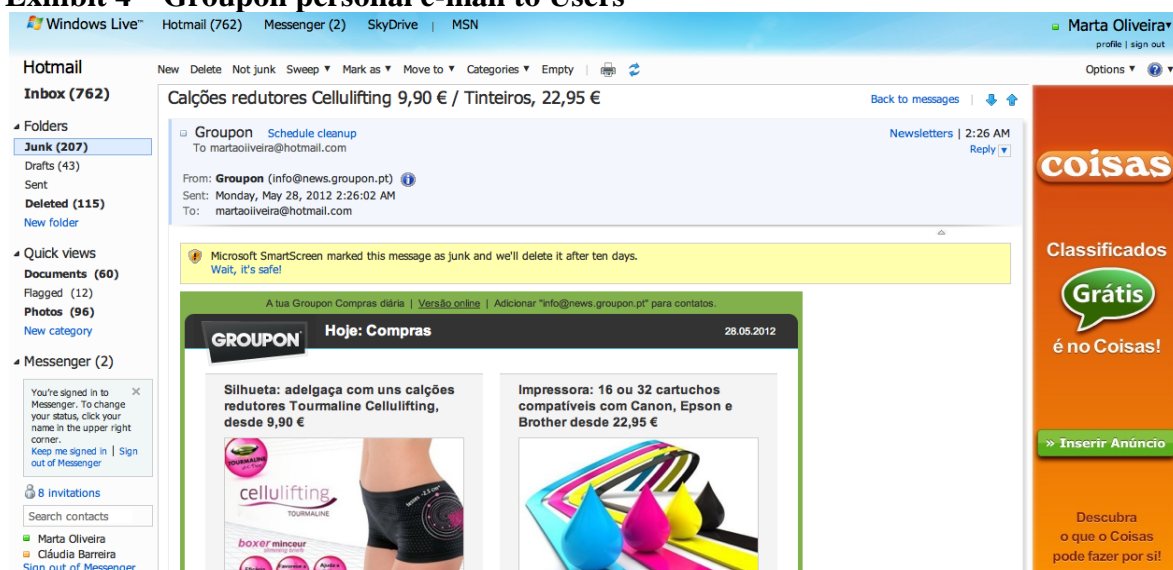 Exhibit 4 – Groupon personal e-mail to Users
Windows Live™ Hotmail (762) Messenger (2) SkyDrive | MSN
Marta Oliveira
profile | sign out
Hotmail
New Delete Not junk Sweep Mark as Move to Categories Empty
Options
Inbox (762)
Folders
Junk (207)
Drafts (43)
Sent
Deleted (115)
New folder
Quick views
Documents (60)
Flagged (12)
Photos (96)
New category
Messenger (2)
You're signed in to
Messenger. To change
your status, click your
name in the upper right
corner.
Keep me signed in | Sign
out of Messenger
8 invitations
Search contacts
Marta Oliveira
Cláudia Barreira
Sign out of Messenger
Calções redutores Cellulifting 9,90 € / Tinteiros, 22,95 €
Back to messages |
Groupon Schedule cleanup
To martaoiiveira@hotmail.com
Newsletters | 2:26 AM
Reply
From: Groupon (info@news.groupon.pt)
Sent: Monday, May 28, 2012 2:26:02 AM
To: martaoiiveira@hotmail.com
Microsoft SmartScreen marked this message as junk and we'll delete it after ten days.
Wait, it's safe!
A tua Groupon Compras diária | Versão online | Adicionar "info@news.groupon.pt" para contatos.
GROUPON
Hoje: Compras
28.05.2012
Silhueta: adelgaça com uns calções
redutores Tourmaline Cellulifting,
desde 9,90 €
TOURMALINE
cellulifting
TOURMALINE
boxer minceur
slimming briefs
Impressora: 16 ou 32 cartuchos
compatíveis com Canon, Epson e
Brother desde 22,95 €
coisas
Classificados
Grátis
é no Coisas!
» Inserir Anúncio
Descubra
o que o Coisas
pode fazer por si!